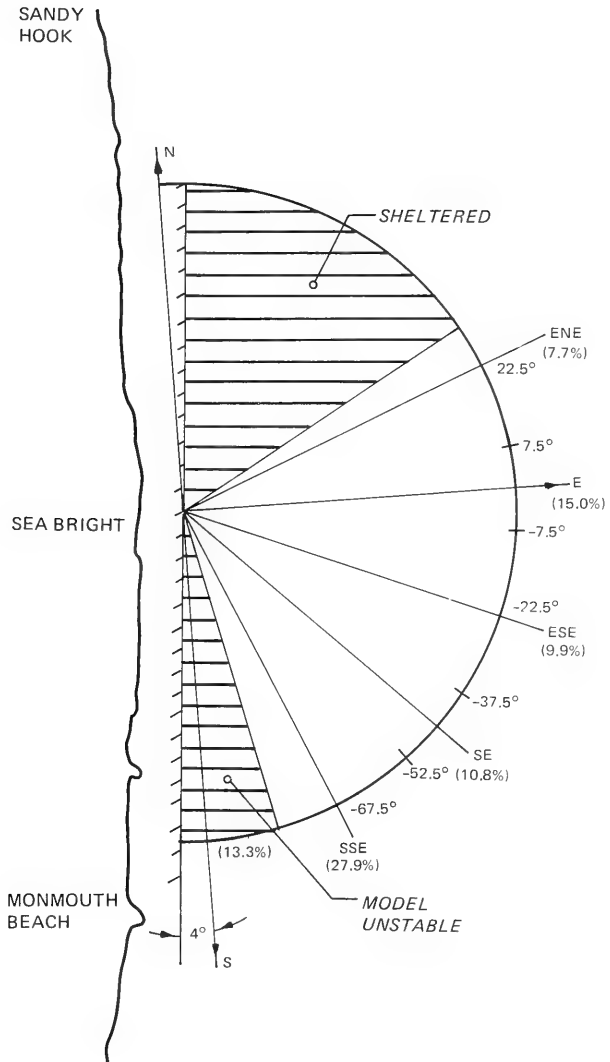 SANDY
HOOK
N
SHELTERED
ENE
(7.7%)
22.5°
7.5°
E
(15.0%)
SEA BRIGHT
-7.5°
-22.5°
ESE
(9.9%)
-37.5°
SE
-52.5° (10.8%)
-67.5°
SSE
(27.9%)
(13.3%)
MONMOUTH
BEACH
MODEL
UNSTABLE
4°
S